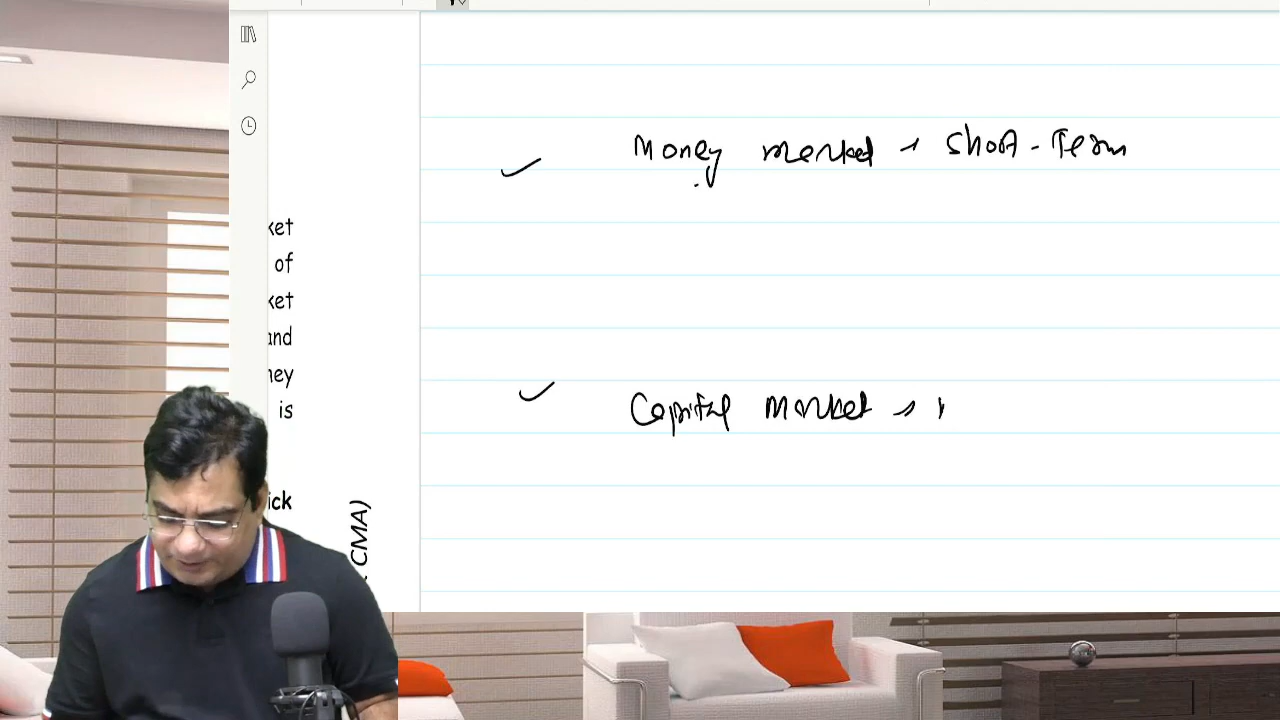 Money market → Short-Term
ket
of
ket
and
ney
is
Capital market →
ick
CMA)